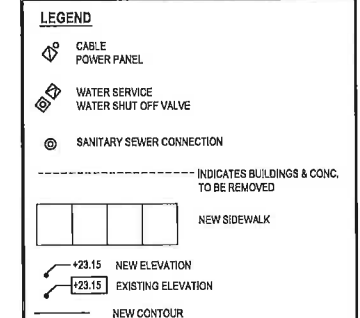 LEGEND
CABLE
POWER PANEL
WATER SERVICE
WATER SHUT OFF VALVE
SANITARY SEWER CONNECTION
INDICATES BUILDINGS & CONC.
TO BE REMOVED
NEW SIDEWALK
+23.15 NEW ELEVATION
+23.15 EXISTING ELEVATION
NEW CONTOUR